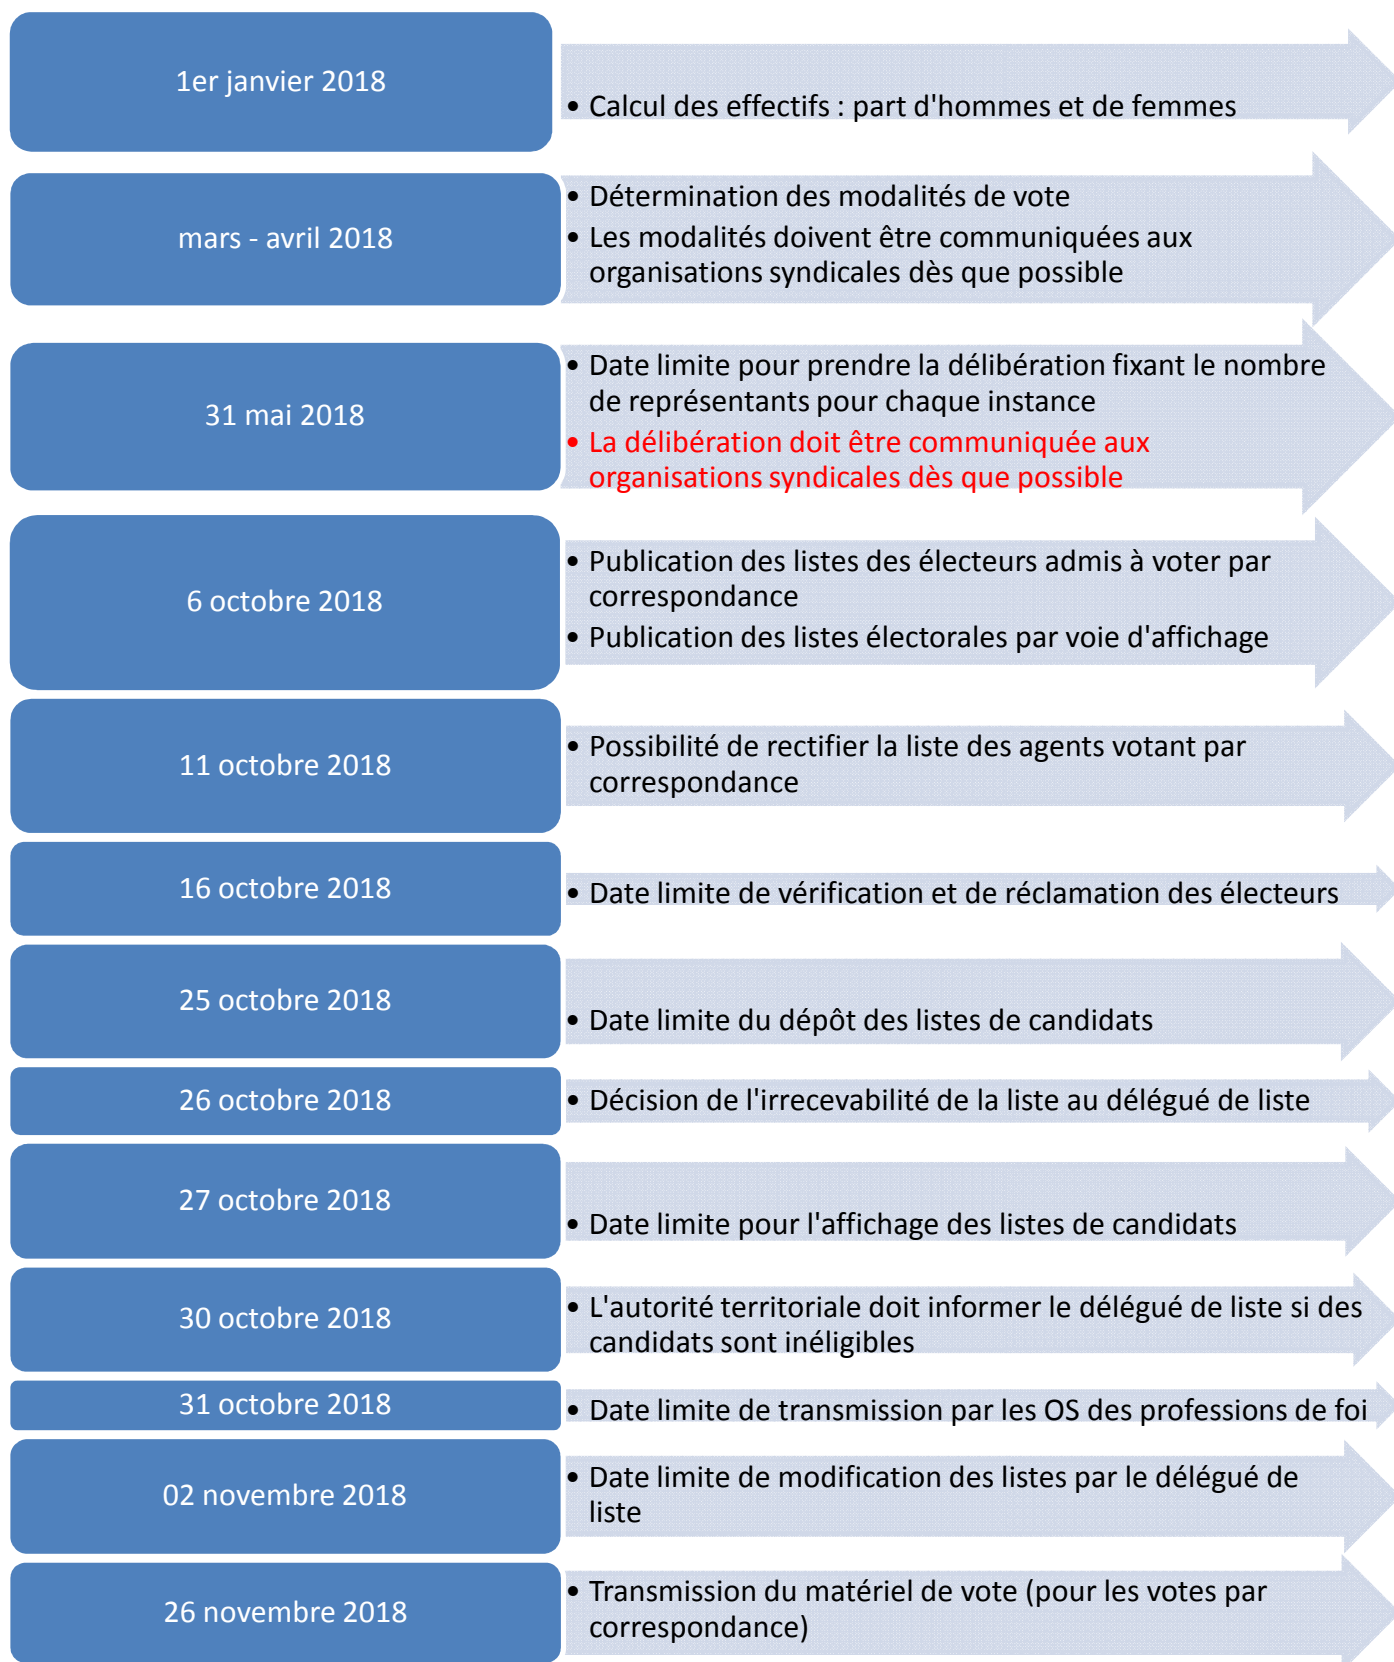 1er janvier 2018
• Calcul des effectifs : part d'hommes et de femmes
mars - avril 2018
• Détermination des modalités de vote
• Les modalités doivent être communiquées aux
organisations syndicales dès que possible
31 mai 2018
• Date limite pour prendre la délibération fixant le nombre
de représentants pour chaque instance
• La délibération doit être communiquée aux
organisations syndicales dès que possible
6 octobre 2018
• Publication des listes des électeurs admis à voter par
correspondance
• Publication des listes électorales par voie d'affichage
11 octobre 2018
• Possibilité de rectifier la liste des agents votant par
correspondance
16 octobre 2018
• Date limite de vérification et de réclamation des électeurs
25 octobre 2018
• Date limite du dépôt des listes de candidats
26 octobre 2018
• Décision de l'irrecevabilité de la liste au délégué de liste
27 octobre 2018
• Date limite pour l'affichage des listes de candidats
30 octobre 2018
• L'autorité territoriale doit informer le délégué de liste si des
candidats sont inéligibles
31 octobre 2018
• Date limite de transmission par les OS des professions de foi
02 novembre 2018
• Date limite de modification des listes par le délégué de
liste
26 novembre 2018
• Transmission du matériel de vote (pour les votes par
correspondance)